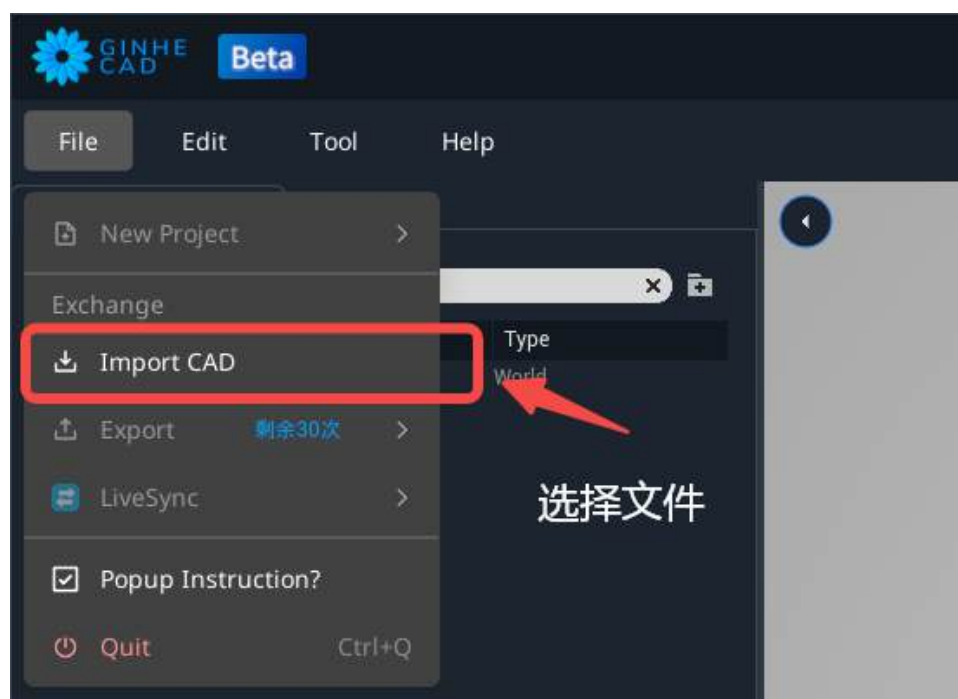 GINHE
CAD
Beta
File Edit Tool Help
New Project
Exchange
Type
Import CAD
World
Export 剩余30次
LiveSync
选择文件
Popup Instruction?
Quit Ctrl+Q